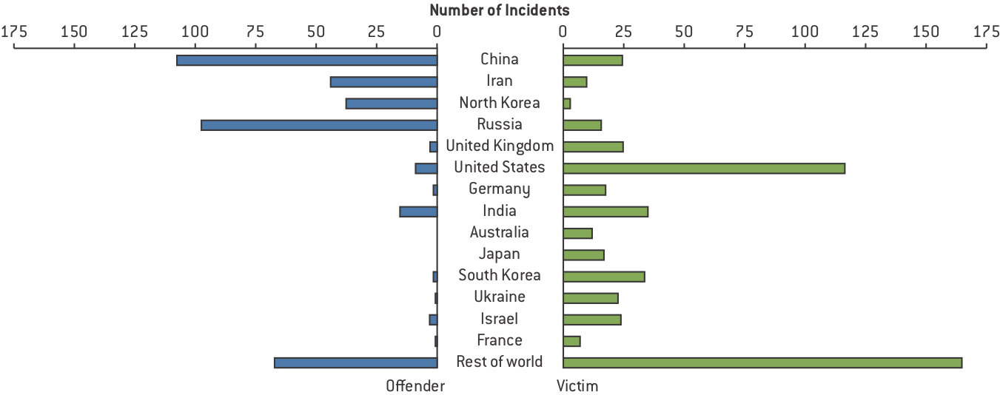 Number of Incidents
175 150 125 100 75 50 25 0 0 25 50 75 100 125 150 175
China
Iran
North Korea
Russia
United Kingdom
United States
Germany
India
Australia
Japan
South Korea
Ukraine
Israel
France
Rest of world
Offender Victim